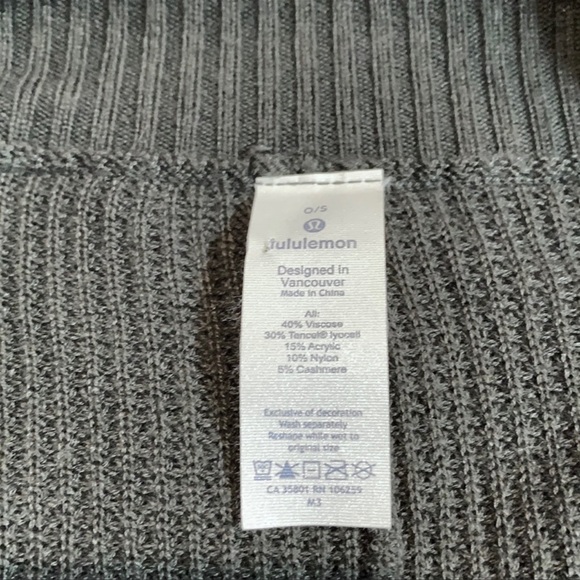 O/S
lululemon
Designed in
Vancouver
Made in China
All:
40% Viscose
30% Tencel® lyocell
15% Acrylic
10% Nylon
5% Cashmere
Exclusive of decoration
Wash separately
Reshape while wet to
original size
CA 35801 RN 106259
M3